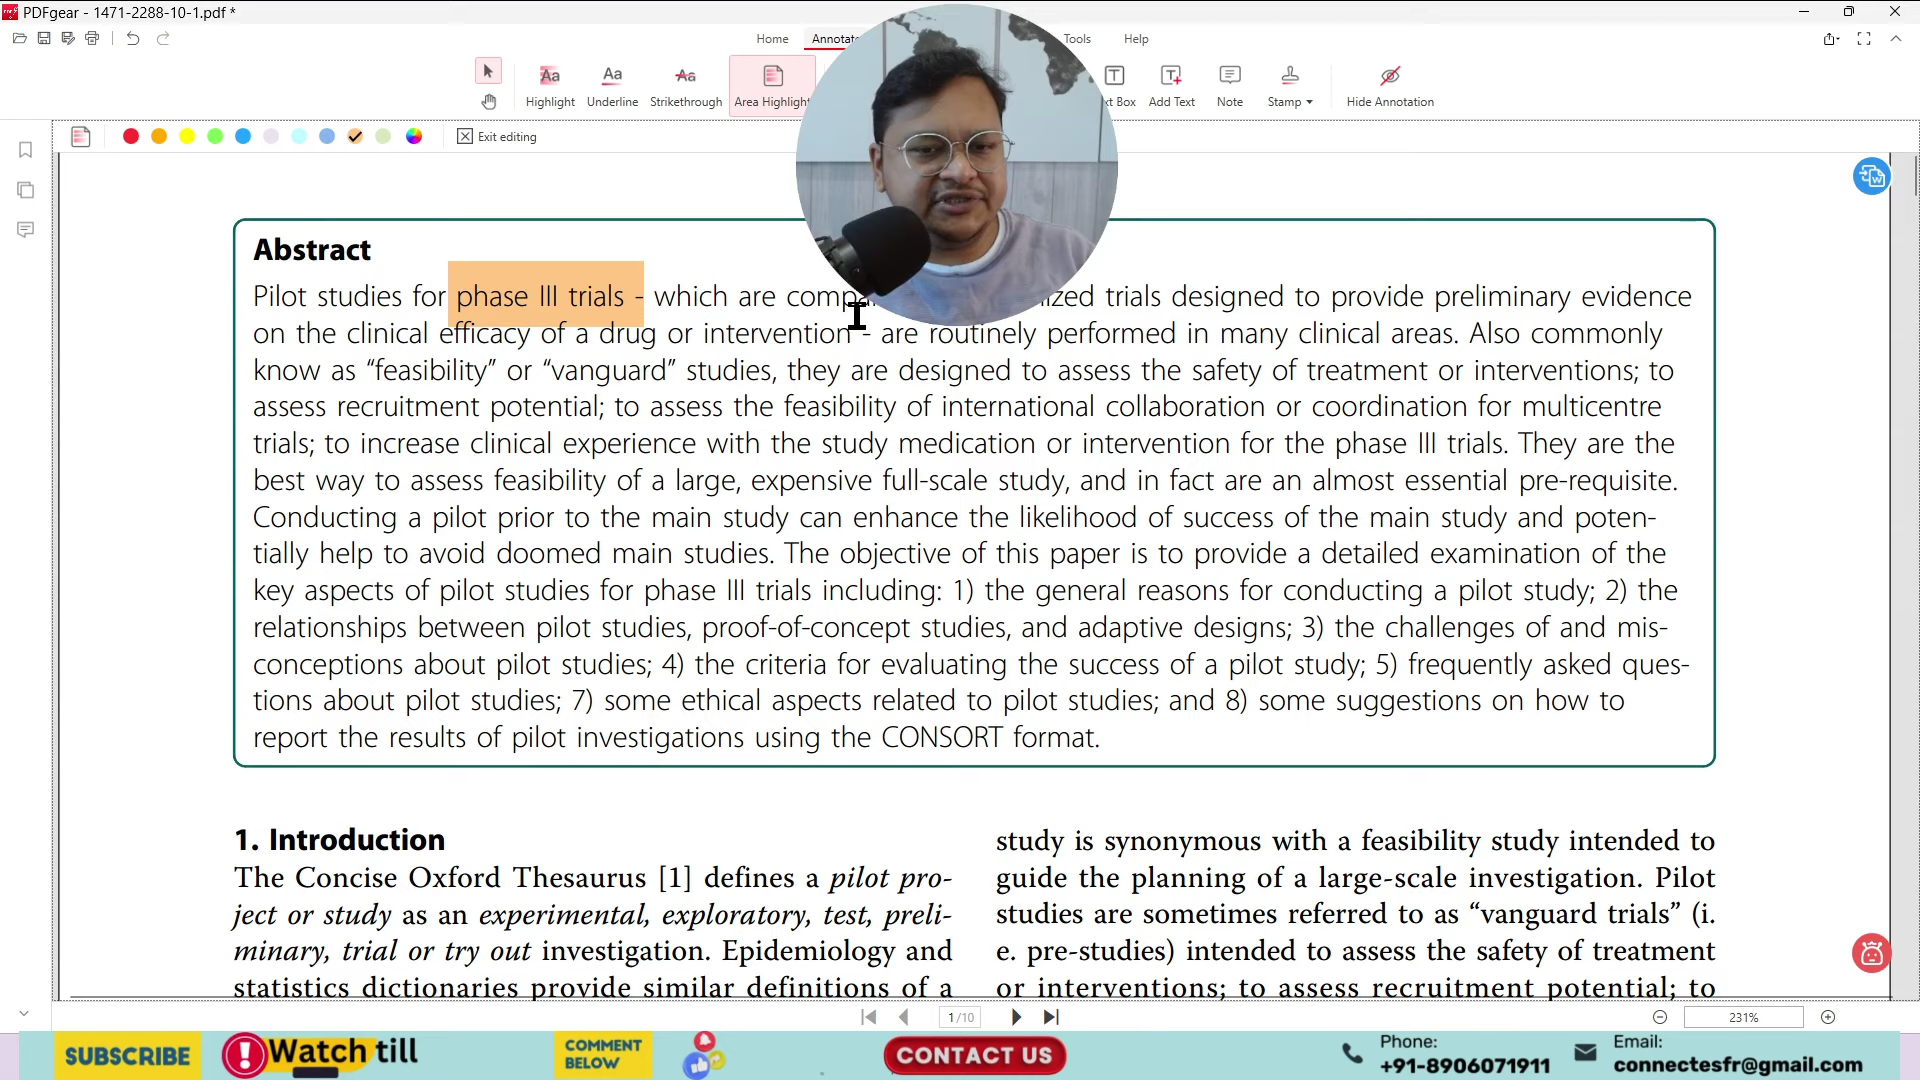 PDFgear - 1471-2288-10-1.pdf *
Home
Annotate
Tools
Help
Highlight
Underline
Strikethrough
Area Highlight
Box
Add Text
Note
Stamp
Hide Annotation
Exit editing
Abstract
Pilot studies for phase III trials - which are trials designed to provide preliminary evidence
on the clinical efficacy of a drug or intervention - are routinely performed in many clinical areas. Also commonly
know as “feasibility” or “vanguard” studies, they are designed to assess the safety of treatment or interventions; to
assess recruitment potential; to assess the feasibility of international collaboration or coordination for multicentre
trials; to increase clinical experience with the study medication or intervention for the phase III trials. They are the
best way to assess feasibility of a large, expensive full-scale study, and in fact are an almost essential pre-requisite.
Conducting a pilot prior to the main study can enhance the likelihood of success of the main study and poten-
tially help to avoid doomed main studies. The objective of this paper is to provide a detailed examination of the
key aspects of pilot studies for phase III trials including: 1) the general reasons for conducting a pilot study; 2) the
relationships between pilot studies, proof-of-concept studies, and adaptive designs; 3) the challenges of and mis-
conceptions about pilot studies; 4) the criteria for evaluating the success of a pilot study; 5) frequently asked ques-
tions about pilot studies; 7) some ethical aspects related to pilot studies; and 8) some suggestions on how to
report the results of pilot investigations using the CONSORT format.
1. Introduction
The Concise Oxford Thesaurus [1] defines a pilot pro-
ject or study as an experimental, exploratory, test, preli-
minary, trial or try out investigation. Epidemiology and
statistics dictionaries provide similar definitions of a
study is synonymous with a feasibility study intended to
guide the planning of a large-scale investigation. Pilot
studies are sometimes referred to as “vanguard trials” (i.
e. pre-studies) intended to assess the safety of treatment
or interventions; to assess recruitment potential; to
1/10
231%
SUBSCRIBE
Watch till
COMMENT
BELOW
CONTACT US
Phone:
+91-8906071911
Email:
connectesfr@gmail.com